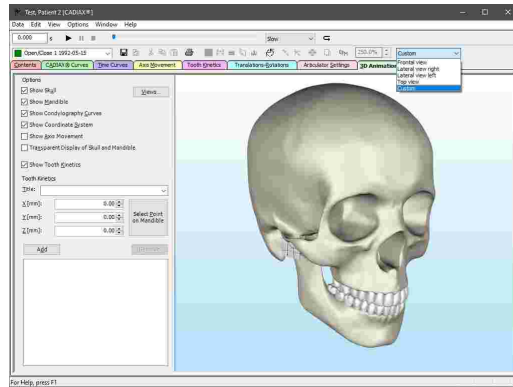 Test, Patient 2 [CADIAX®]
Data Edit View Options Window Help
0.000 s Slow
Open/Close 1 1992-05-15 250.0% Custom
Frontal view
Lateral view right
Lateral view left
Top view
Custom
Contents CADIAX® Curves Time Curves Axis Movement Tooth Kinetics Translations-Rotations Articulator Settings 3D Animation
Options
Show Skull Views...
Show Mandible
Show Condylography Curves
Show Coordinate System
Show Axis Movement
Transparent Display of Skull and Mandible
Show Tooth Kinetics
Tooth Kinetics
Title:
X [mm]: 0.00
Y [mm]: 0.00 Select Point on Mandible
Z [mm]: 0.00
Add
For Help, press F1